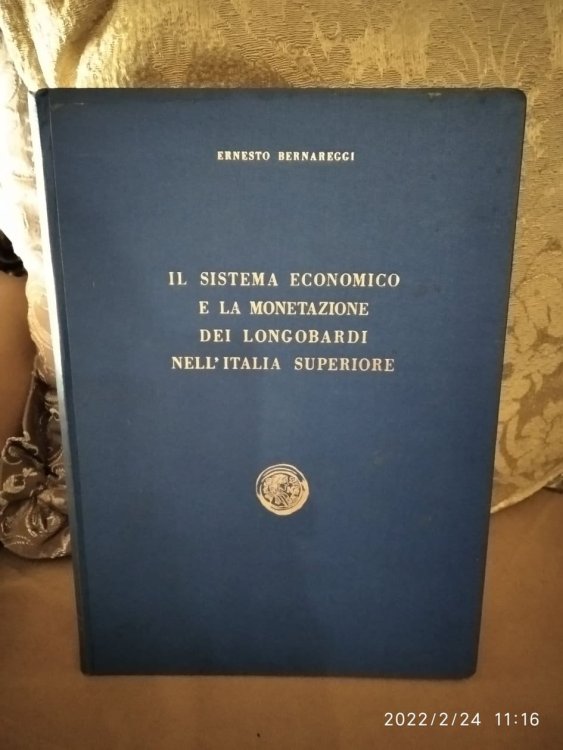 ERNESTO BERNAREGGI
IL SISTEMA ECONOMICO
E LA MONETAZIONE
DEI LONGOBARDI
NELL'ITALIA SUPERIORE
2022/2/24 11:16